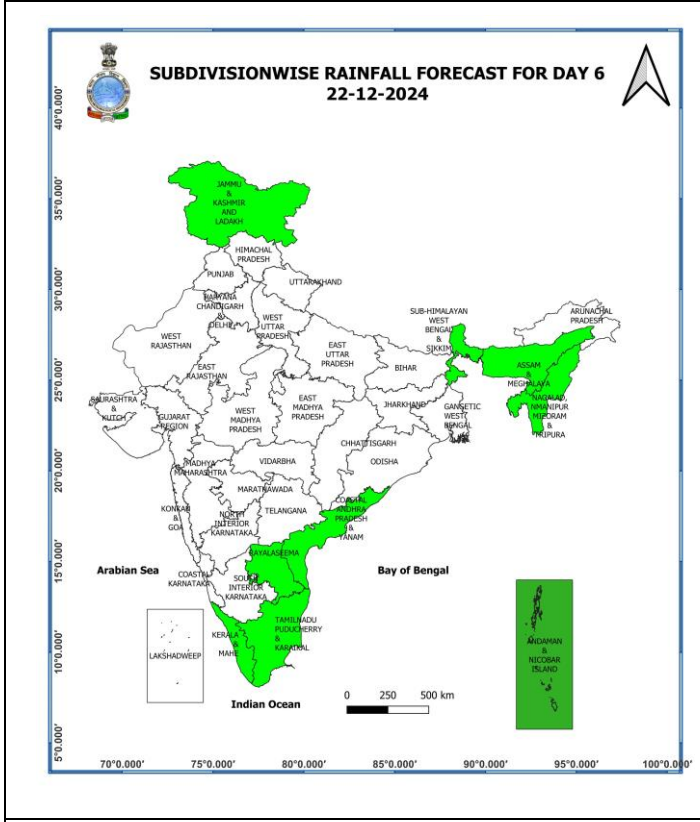 SUBDIVISIONWISE RAINFALL FORECAST FOR DAY 6
22-12-2024
40°0.000'
35°0.000'
30°0.000'
25°0.000'
20°0.000'
15°0.000'
10°0.000'
5°0.000'
JAMMU
&
KASHMIR
AND
LADAKH
HIMACHAL
PRADESH
PUNJAB
UTTARAKHAND
HARYANA
CHANDIGARH
&
DELHI
WEST
UTTAR
PRADESH
SUB-HIMALAYAN
WEST
BENGAL
&
SIKKIM
ARUNACHAL
PRADESH
WEST
RAJASTHAN
EAST
RAJASTHAN
EAST
UTTAR
PRADESH
BIHAR
ASSAM
&
MEGHALAYA
NAGALAD,
NMANIPUR
MIZORAM
&
TRIPURA
SAURASHTRA
&
KUTCH
GUJARAT
REGION
WEST
MADHYA
PRADESH
EAST
MADHYA
PRADESH
JHARKHAND
GANGETIC
WEST
BENGAL
CHHATTISGARH
ODISHA
MADHYA
MAHARASHTRA
VIDARBHA
MARATHAWADA
TELANGANA
COASTAL
ANDHRA
PRADESH
&
YANAM
KONKAN
&
GOA
NORTH
INTERIOR
KARNATAKA
RAYALASEEMA
Arabian Sea
Bay of Bengal
COASTAL
KARNATAKA
SOUTH
INTERIOR
KARNATAKA
TAMILNADU
PUDUCHERRY
&
KARAIKAL
KERALA
&
MAHE
LAKSHADWEEP
ANDAMAN
&
NICOBAR
ISLAND
Indian Ocean
0 250 500 km
70°0.000' 75°0.000' 80°0.000' 85°0.000' 90°0.000' 95°0.000' 100°0.000'